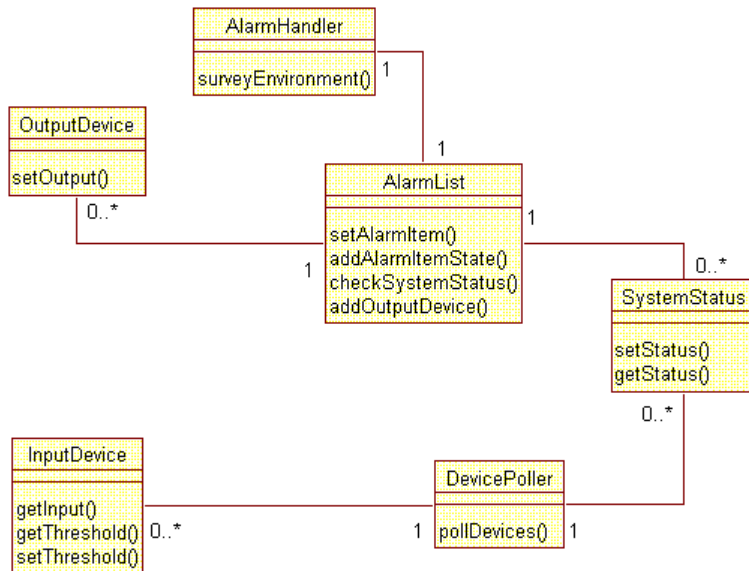 AlarmHandler
surveyEnvironment()
1
OutputDevice
setOutput()
0..*
1
1
AlarmList
setAlarmItem()
addAlarmItemState()
checkSystemStatus()
addOutputDevice()
1
0..*
SystemStatus
setStatus()
getStatus()
0..*
InputDevice
getInput()
getThreshold()
setThreshold()
0..*
1
DevicePoller
pollDevices()
1